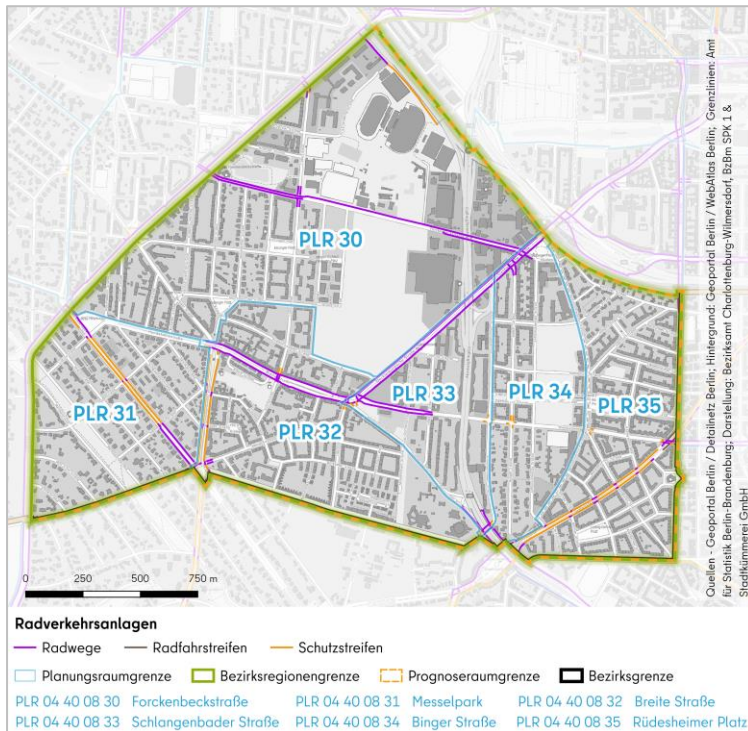 PLR 30
PLR 33
PLR 34
PLR 35
PLR 31
PLR 32
0 250 500 750 m
Quellen - Geoportal Berlin / Detailnetz Berlin; Hintergrund: Geoportal Berlin / WebAtlas Berlin; Grenzlinien: Amt
für Statistik Berlin-Brandenburg; Darstellung: Bezirksamt Charlottenburg-Wilmersdorf, BzBm SPK 1 &
Stadtkümmerei GmbH
Radverkehrsanlagen
Radwege Radfahrstreifen Schutzstreifen
Planungsraumgrenze Bezirksregionengrenze Prognoseraumgrenze Bezirksgrenze
PLR 04 40 08 30 Forckenbeckstraße PLR 04 40 08 31 Messelpark PLR 04 40 08 32 Breite Straße
PLR 04 40 08 33 Schlangenbader Straße PLR 04 40 08 34 Binger Straße PLR 04 40 08 35 Rüdesheimer Platz